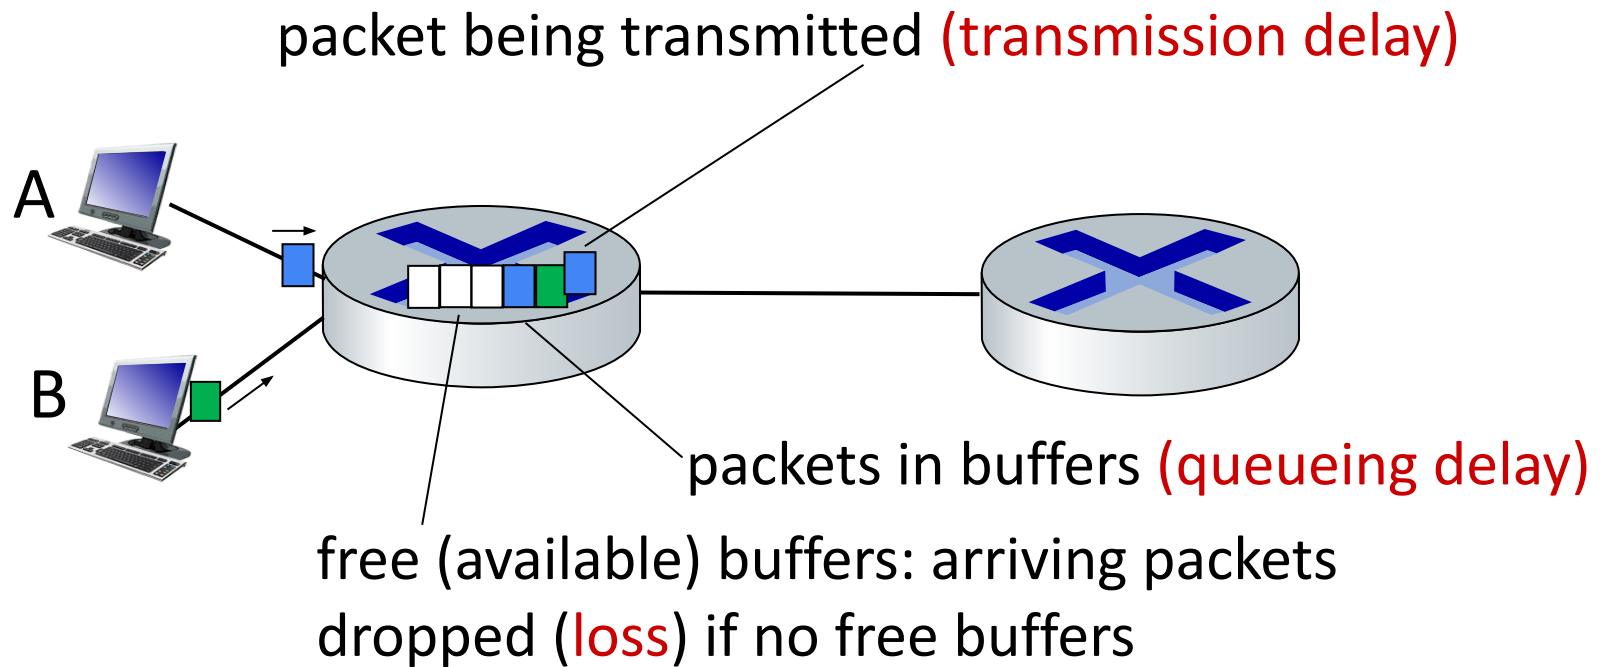 packet being transmitted (transmission delay)
A
B
packets in buffers (queueing delay)
free (available) buffers: arriving packets
dropped (loss) if no free buffers